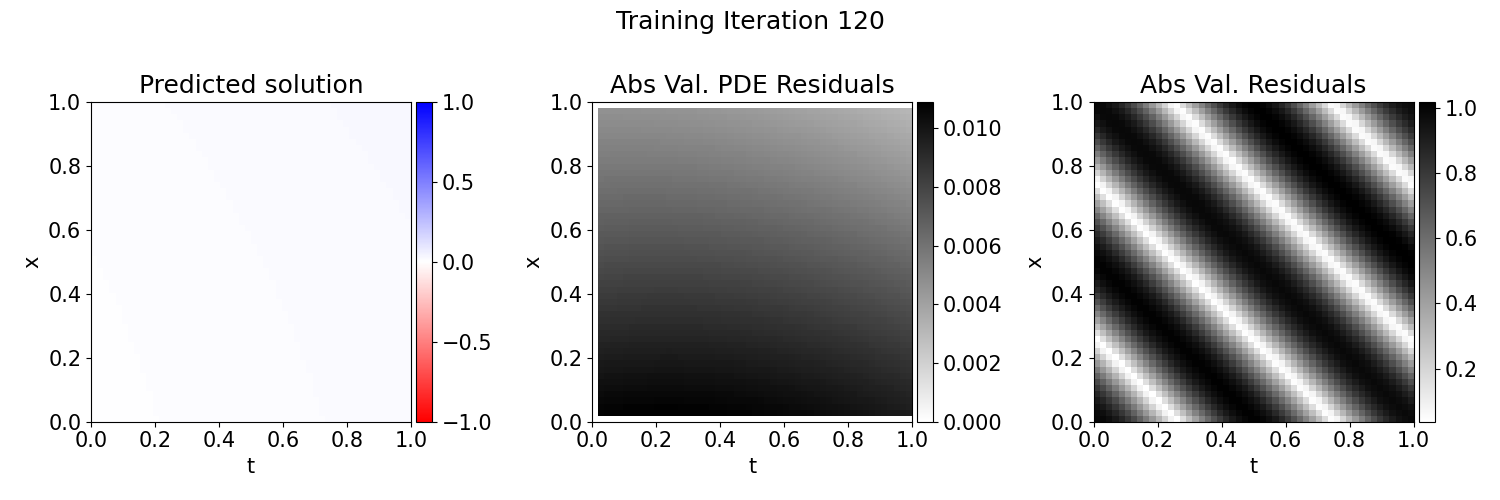 Training Iteration 120
Predicted solution
1.0
0.8
0.6
0.4
0.2
0.0
x
0.0 0.2 0.4 0.6 0.8 1.0
t
1.0
0.5
0.0
−0.5
−1.0
Abs Val. PDE Residuals
1.0
0.8
0.6
0.4
0.2
0.0
x
0.0 0.2 0.4 0.6 0.8 1.0
t
0.010
0.008
0.006
0.004
0.002
0.000
Abs Val. Residuals
1.0
0.8
0.6
0.4
0.2
0.0
x
0.0 0.2 0.4 0.6 0.8 1.0
t
1.0
0.8
0.6
0.4
0.2